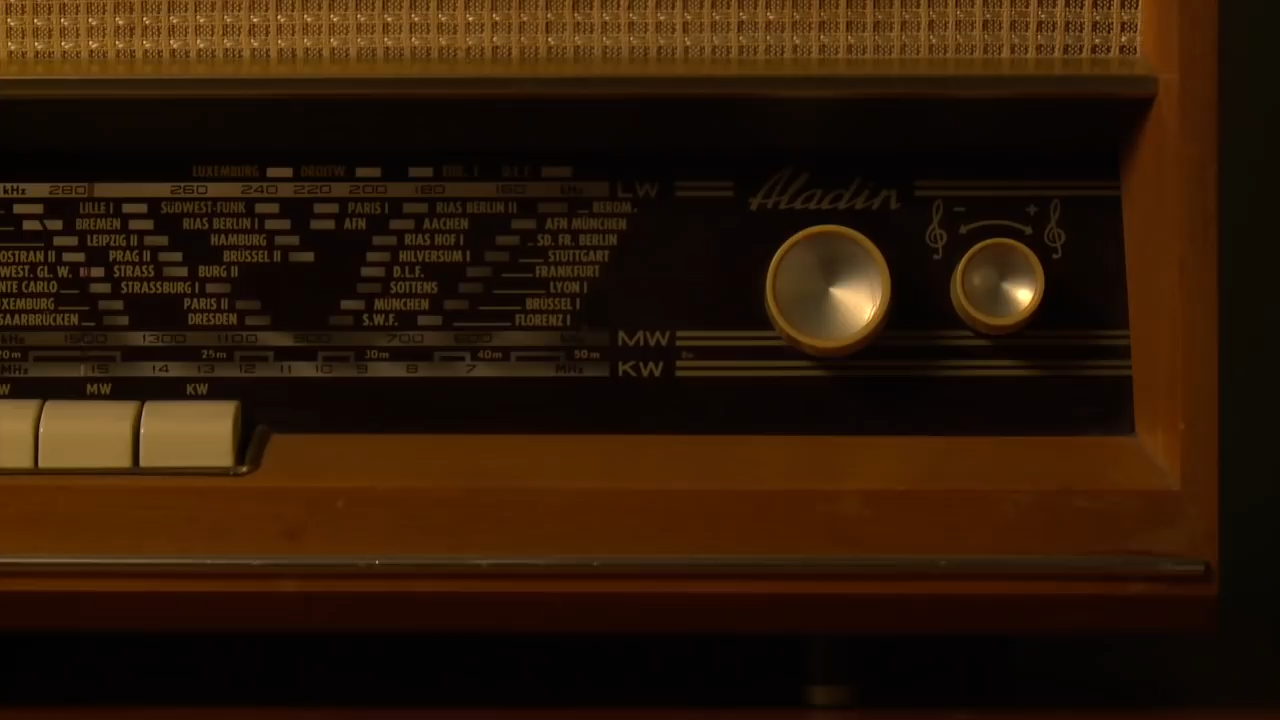 LUXEMBURG DROITW
kHz 280 260 240 220 200 180 160 kHz LW
Aladin
LILLE I SÜDWEST-FUNK PARIS I RIAS BERLIN II BEROM.
BREMEN RIAS BERLIN I AFN AACHEN AFN MÜNCHEN
- +
LEIPZIG II HAMBURG RIAS HOF I SD. FR. BERLIN
OSTRAN II PRAG II BRÜSSEL II HILVERSUM I STUTTGART
WEST. GL. W. STRASS BURG II D.L.F. FRANKFURT
NTE CARLO STRASSBURG I SOTTENS LYON I
XEMBURG PARIS II MÜNCHEN BRÜSSEL I
SAARBRÜCKEN DRESDEN S.W.F. FLORENZ I
kHz 1500 1300 1100 900 700 600 MW
20m 25m 30m 40m 50m
MHz 15 14 13 12 11 10 9 8 7 MHz KW
W MW KW